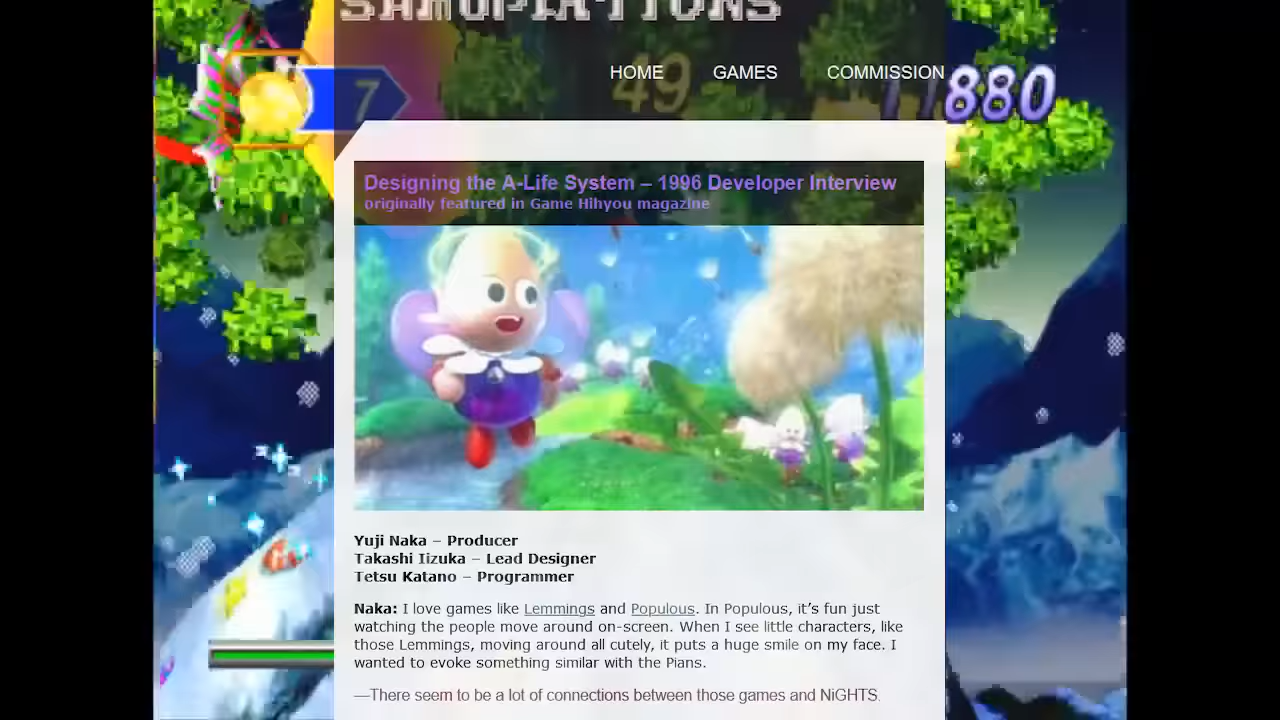 SHMUPLATIONS
HOME GAMES COMMISSION
7
49
11880
Designing the A-Life System – 1996 Developer Interview
originally featured in Game Hihyou magazine
Yuji Naka – Producer
Takashi Iizuka – Lead Designer
Tetsu Katano – Programmer
Naka: I love games like Lemmings and Populous. In Populous, it’s fun just
watching the people move around on-screen. When I see little characters, like
those Lemmings, moving around all cutely, it puts a huge smile on my face. I
wanted to evoke something similar with the Pians.
—There seem to be a lot of connections between those games and NiGHTS.